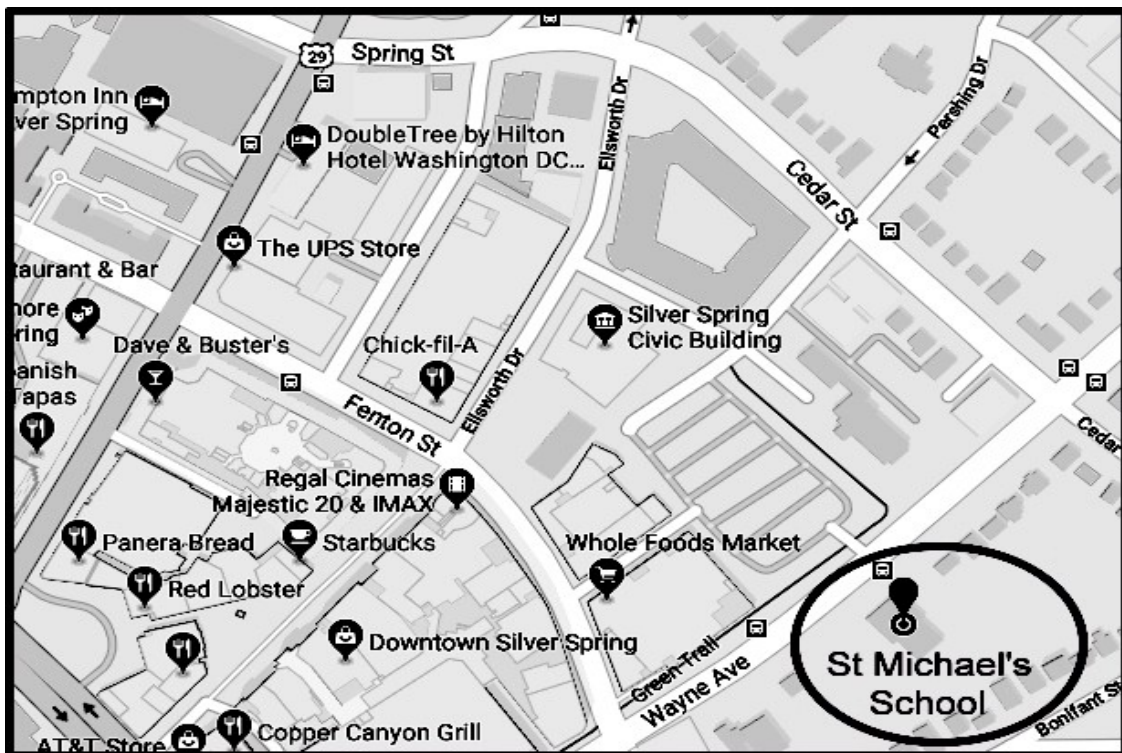 29
Spring St
Ellsworth Dr
Pershing Dr
mpton Inn
ver Spring
DoubleTree by Hilton
Hotel Washington DC...
Cedar St
The UPS Store
taurant & Bar
more
ring
Silver Spring
Civic Building
Dave & Buster's
Chick-fil-A
Ellsworth Dr
panish
Tapas
Fenton St
Cedar
Regal Cinemas
Majestic 20 & IMAX
Panera Bread
Starbucks
Whole Foods Market
Red Lobster
Downtown Silver Spring
Green Trail
Wayne Ave
St Michael's
School
Bonifant St
Copper Canyon Grill
AT&T Store